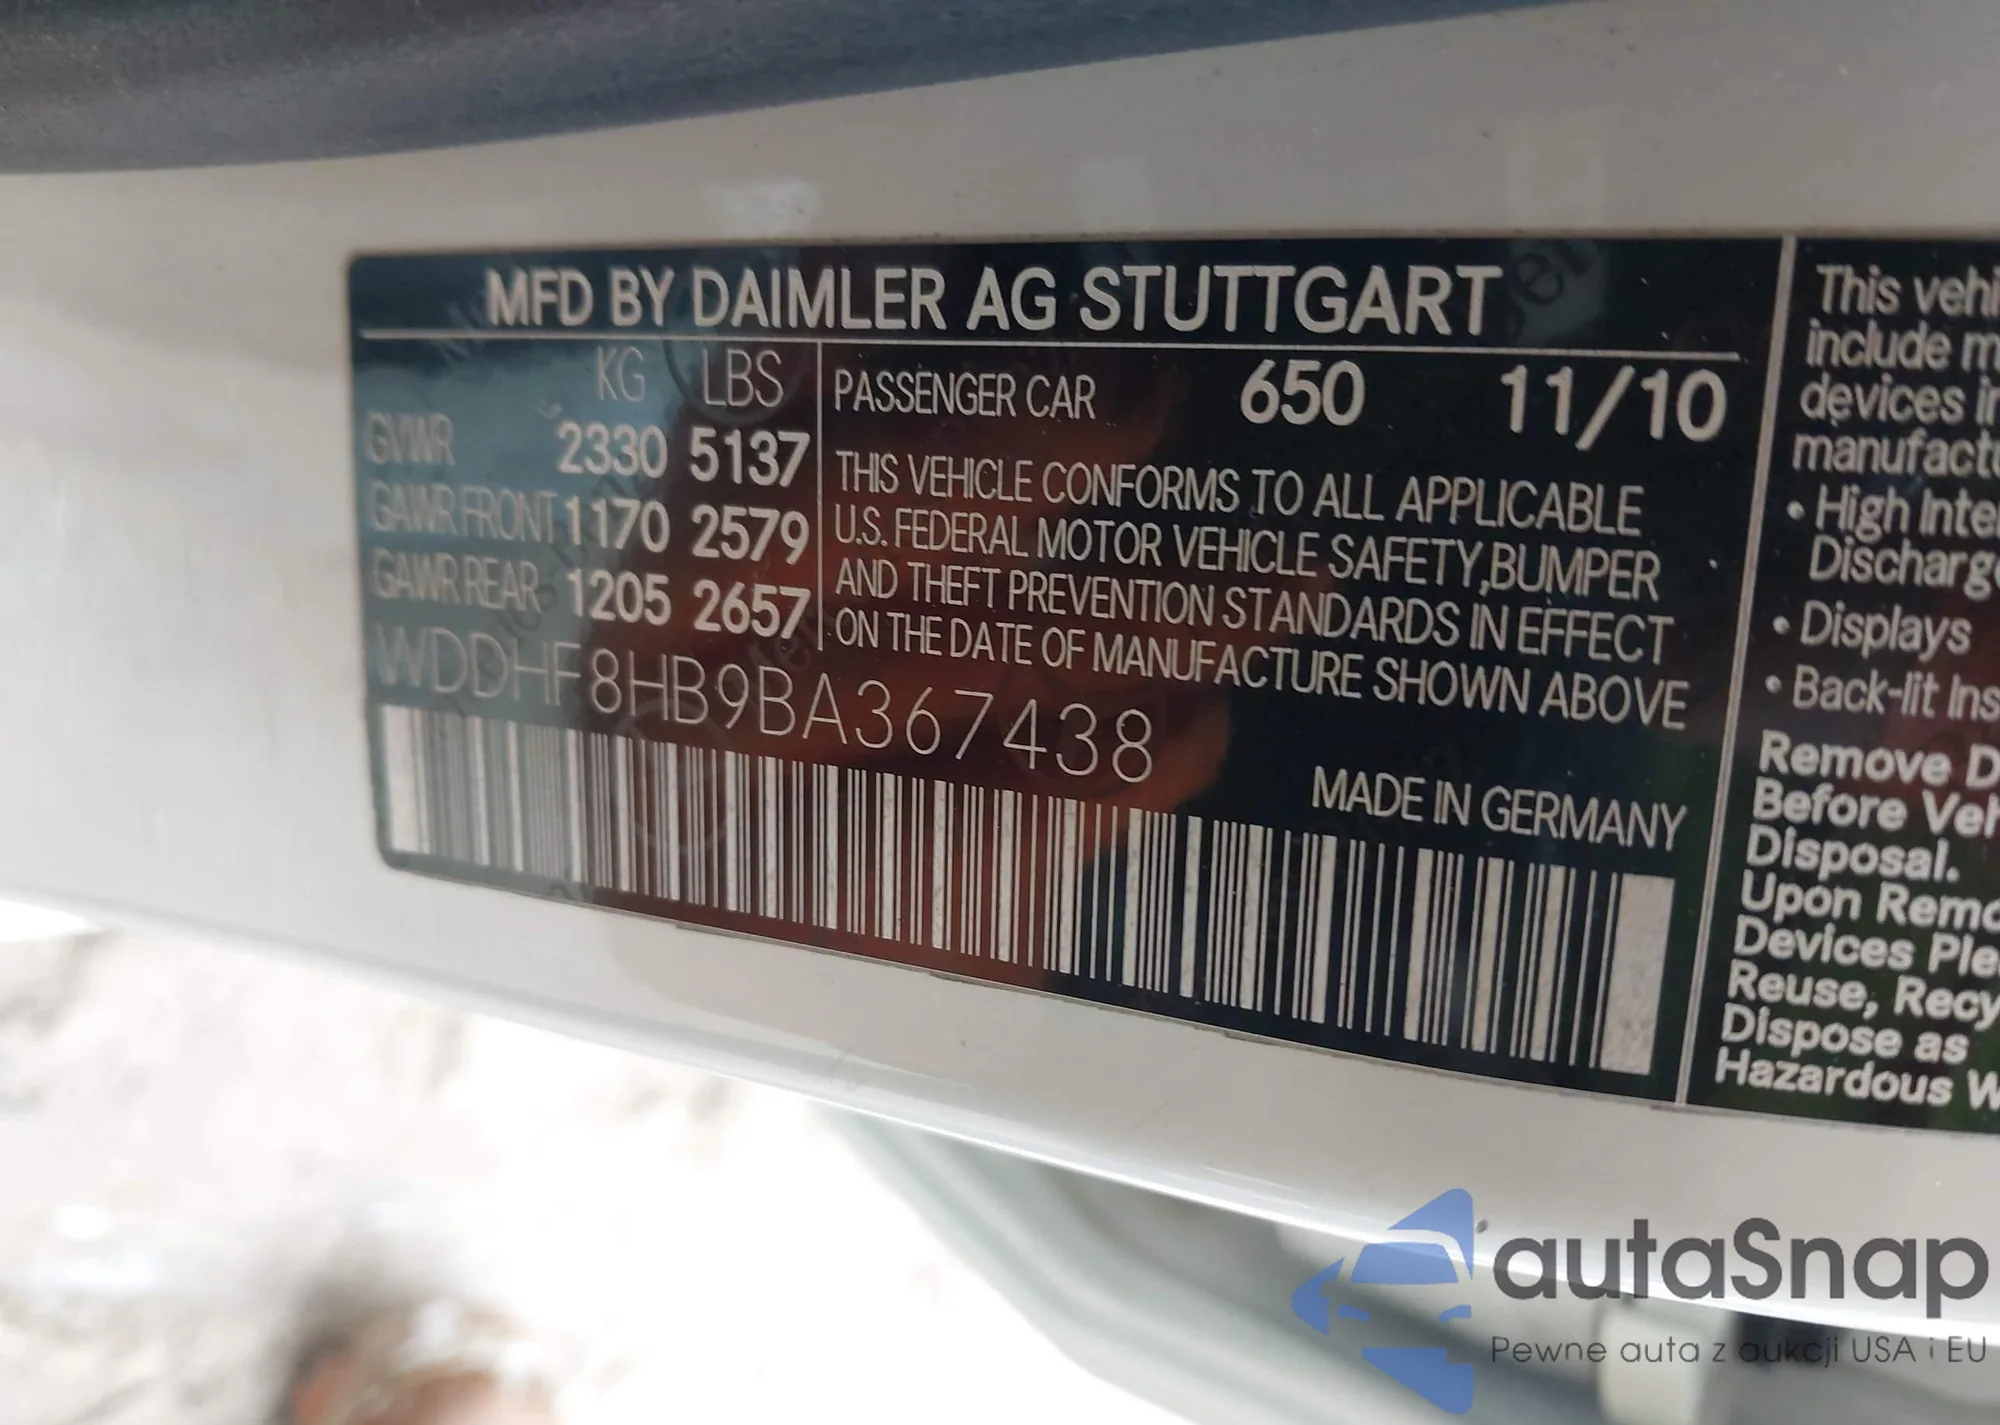 MFD BY DAIMLER AG STUTTGART
KG LBS
GVWR 2330 5137
GAWR FRONT 1170 2579
GAWR REAR 1205 2657
PASSENGER CAR 650 11/10
THIS VEHICLE CONFORMS TO ALL APPLICABLE
U.S. FEDERAL MOTOR VEHICLE SAFETY,BUMPER
AND THEFT PREVENTION STANDARDS IN EFFECT
ON THE DATE OF MANUFACTURE SHOWN ABOVE
WDDHF8HB9BA367438
MADE IN GERMANY
This vehi
include m
devices in
manufactu
• High Inte
Discharge
• Displays
• Back-lit Ins
Remove D
Before Veh
Disposal.
Upon Remo
Devices Ple
Reuse, Recy
Dispose as
Hazardous W
autaSnap
Pewne auta z aukcji USA i EU